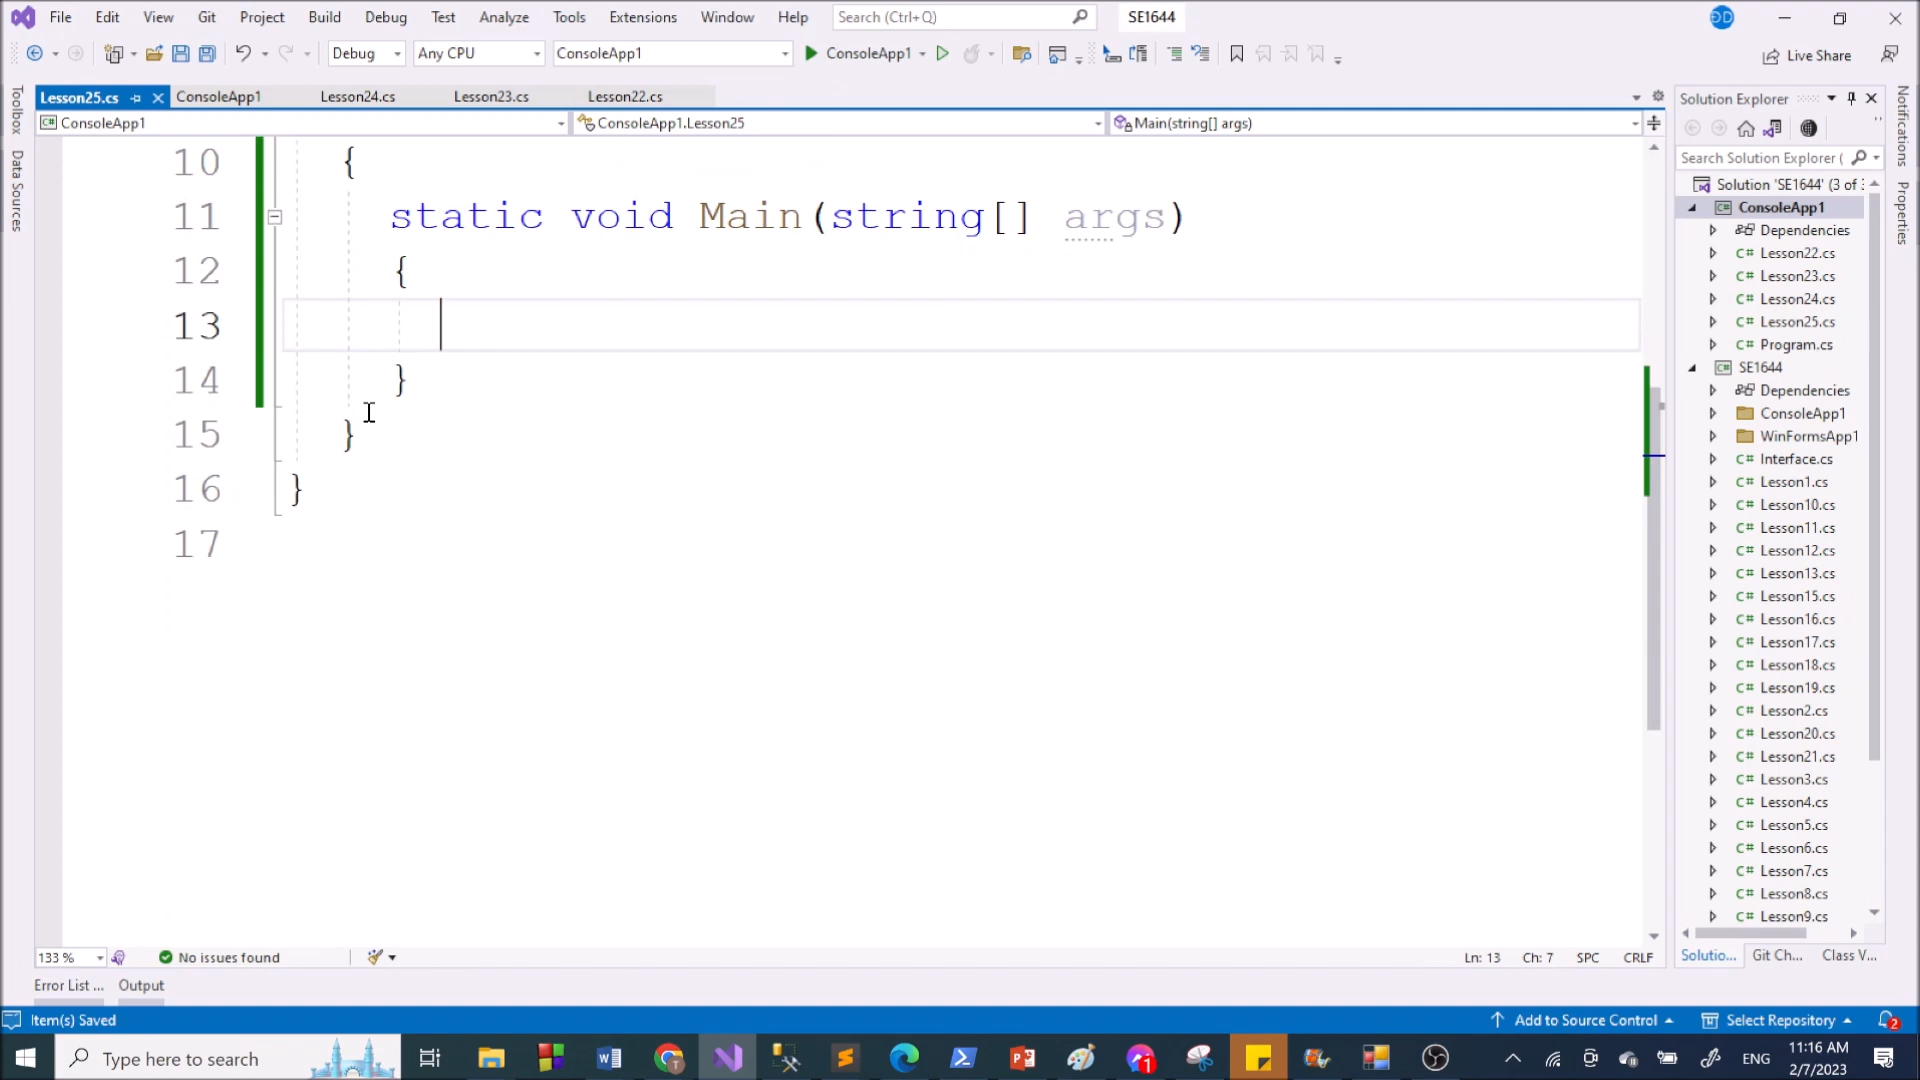 File Edit View Git Project Build Debug Test Analyze Tools Extensions Window Help Search (Ctrl+Q) SE1644
Debug Any CPU ConsoleApp1 ConsoleApp1 Live Share
Toolbox
Data Sources
Lesson25.cs ConsoleApp1 Lesson24.cs Lesson23.cs Lesson22.cs
ConsoleApp1 ConsoleApp1.Lesson25 Main(string[] args)
10 {
11 static void Main(string[] args)
12 {
13
14 }
15 }
16 }
17
Solution Explorer
Search Solution Explorer (
Solution 'SE1644' (3 of :
ConsoleApp1
Dependencies
C# Lesson22.cs
C# Lesson23.cs
C# Lesson24.cs
C# Lesson25.cs
C# Program.cs
SE1644
Dependencies
ConsoleApp1
WinFormsApp1
C# Interface.cs
C# Lesson1.cs
C# Lesson10.cs
C# Lesson11.cs
C# Lesson12.cs
C# Lesson13.cs
C# Lesson15.cs
C# Lesson16.cs
C# Lesson17.cs
C# Lesson18.cs
C# Lesson19.cs
C# Lesson2.cs
C# Lesson20.cs
C# Lesson21.cs
C# Lesson3.cs
C# Lesson4.cs
C# Lesson5.cs
C# Lesson6.cs
C# Lesson7.cs
C# Lesson8.cs
C# Lesson9.cs
Solutio... Git Ch... Class V...
Notifications
Properties
133 % No issues found Ln: 13 Ch: 7 SPC CRLF
Error List ... Output
Item(s) Saved Add to Source Control Select Repository 2
Type here to search 1 ENG 11:16 AM
2/7/2023